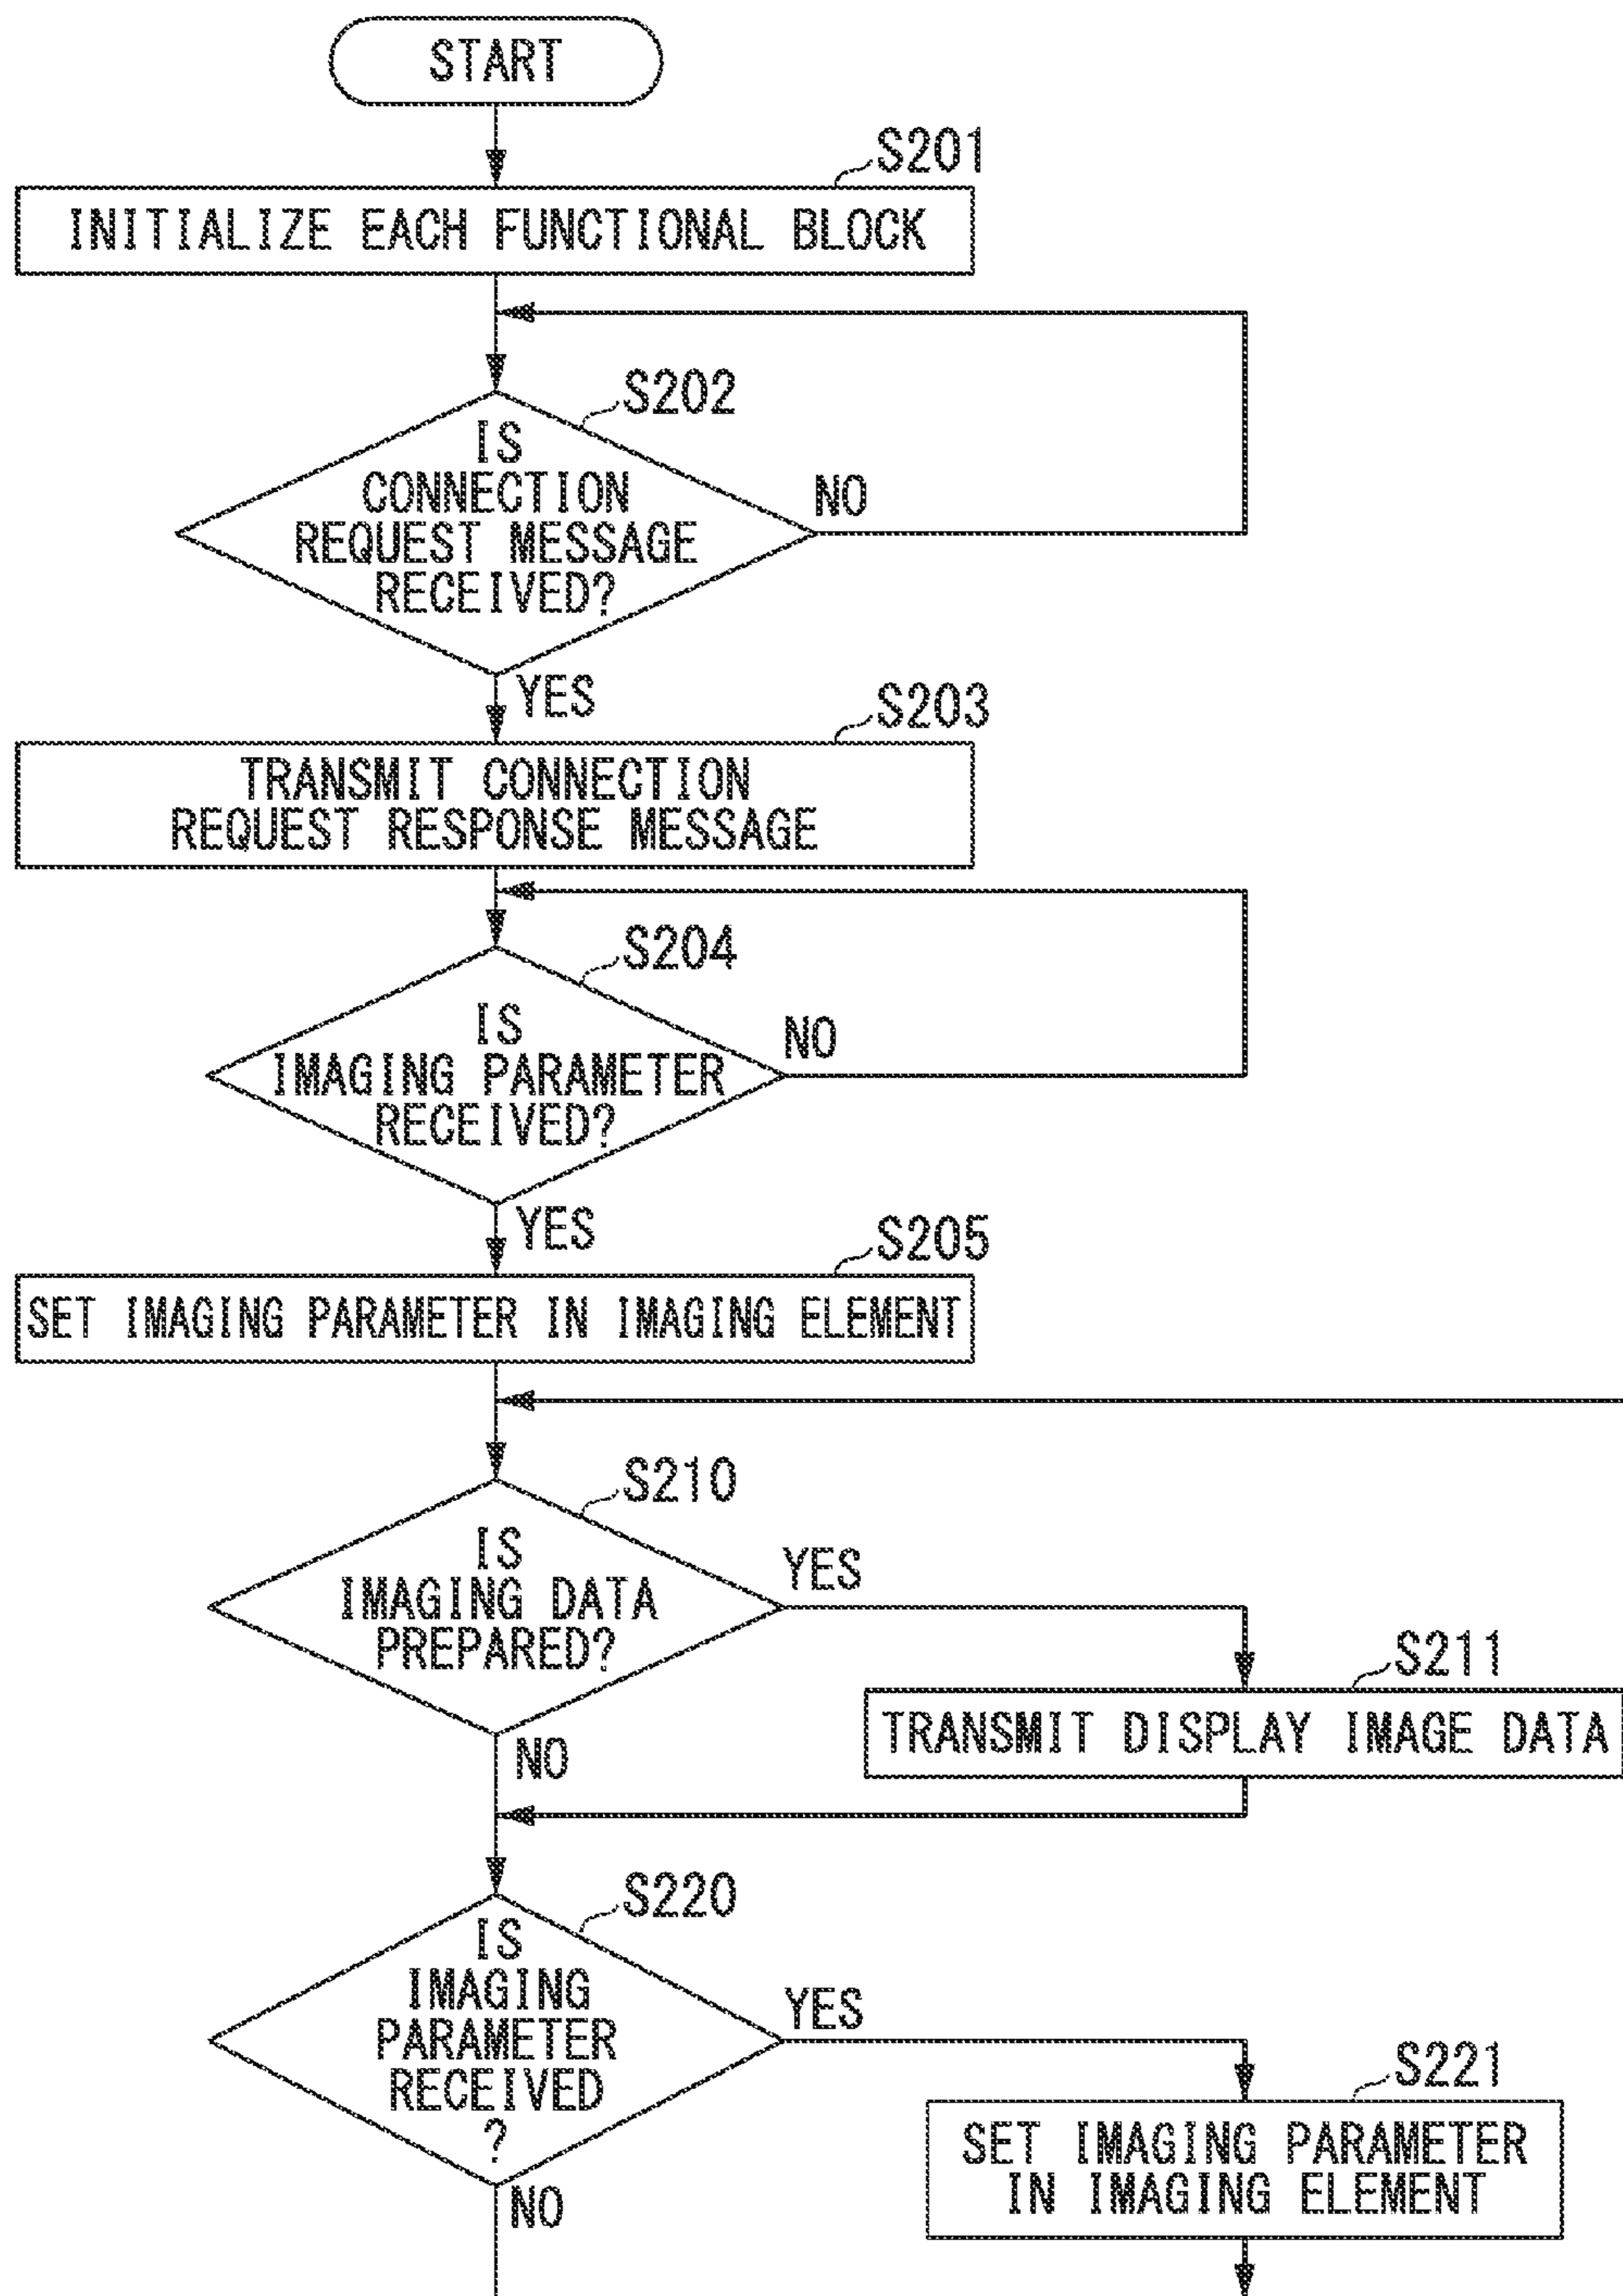 START
S201
INITIALIZE EACH FUNCTIONAL BLOCK
S202
IS
CONNECTION
REQUEST MESSAGE
RECEIVED?
NO
YES
S203
TRANSMIT CONNECTION
REQUEST RESPONSE MESSAGE
S204
IS
IMAGING PARAMETER
RECEIVED?
NO
YES
S205
SET IMAGING PARAMETER IN IMAGING ELEMENT
S210
IS
IMAGING DATA
PREPARED?
YES
S211
TRANSMIT DISPLAY IMAGE DATA
NO
S220
IS
IMAGING
PARAMETER
RECEIVED
?
YES
S221
SET IMAGING PARAMETER
IN IMAGING ELEMENT
NO